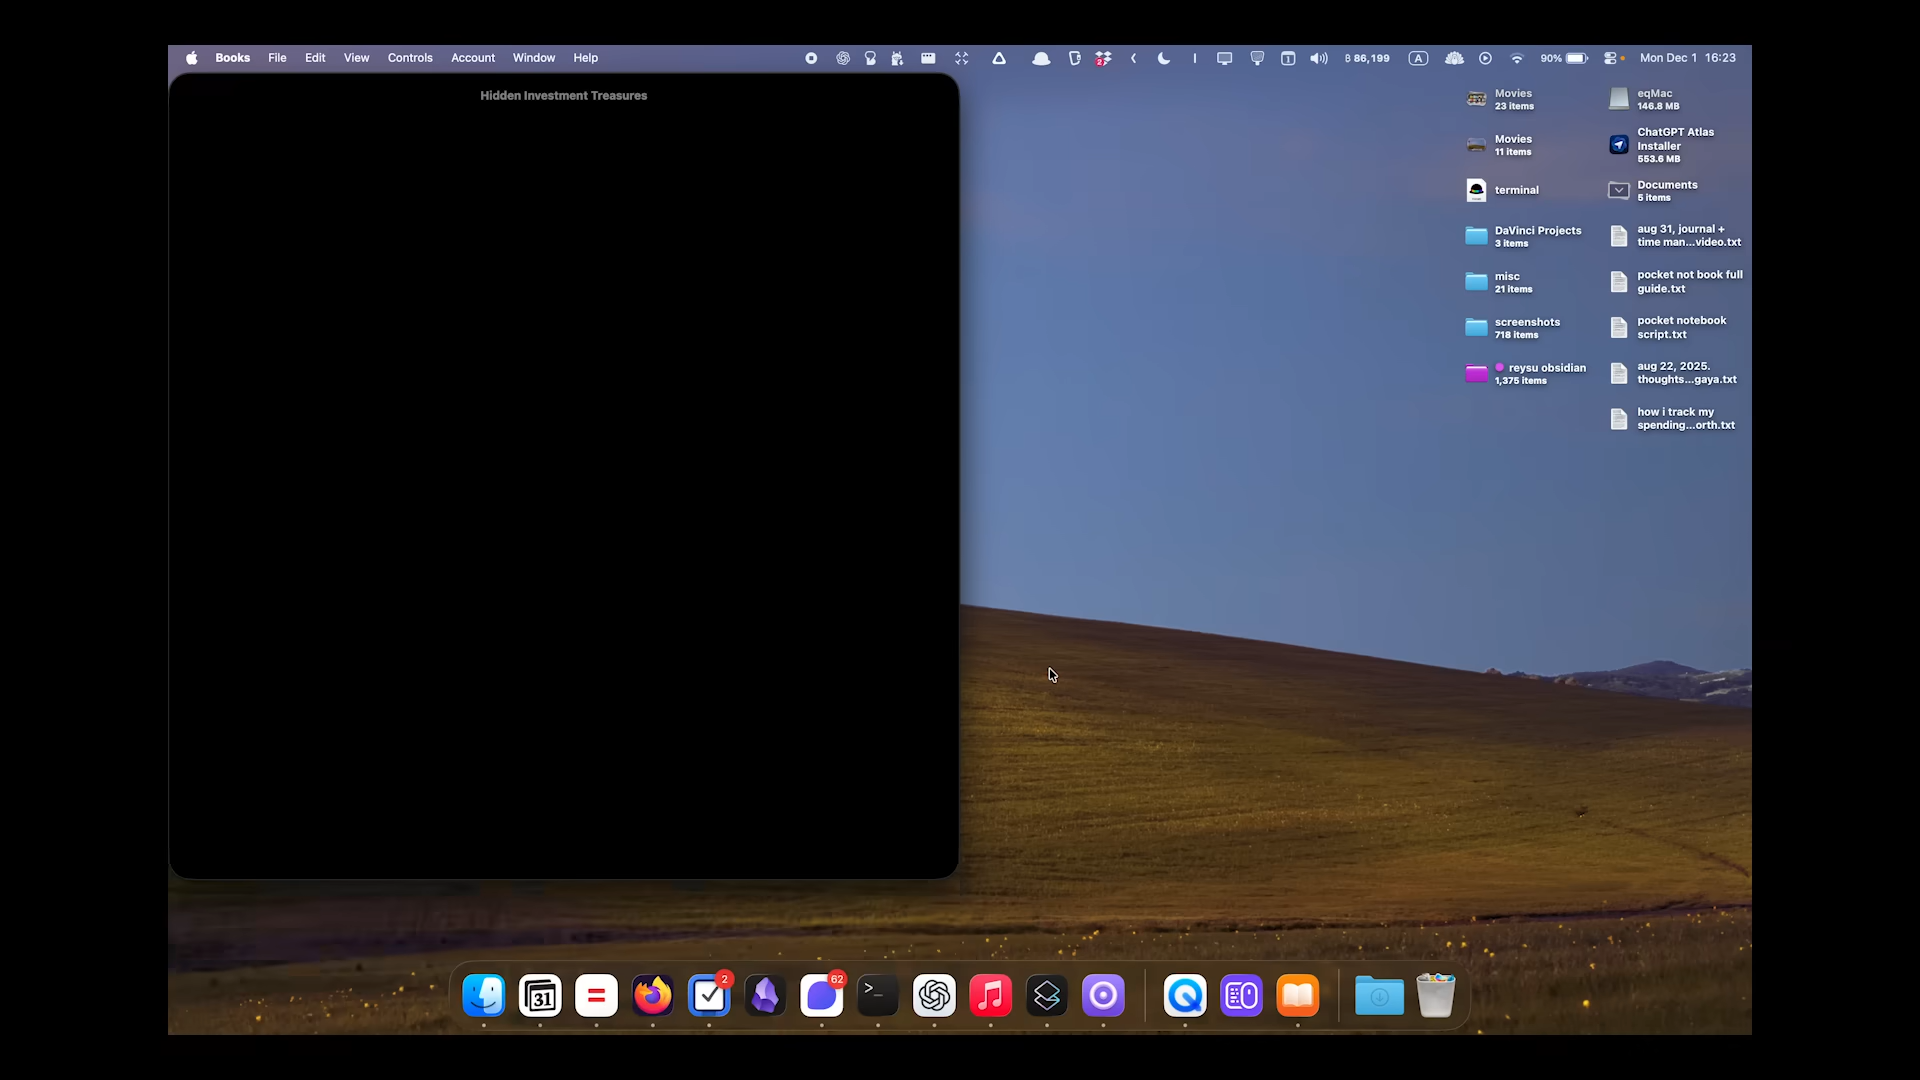 Books File Edit View Controls Account Window Help
2
฿ 86,199
A
90%
Mon Dec 1 16:23
Hidden Investment Treasures
Movies
23 items
Movies
11 items
terminal
DaVinci Projects
3 items
misc
21 items
screenshots
718 items
reysu obsidian
1,375 items
eqMac
146.8 MB
ChatGPT Atlas
Installer
553.6 MB
Documents
5 items
aug 31, journal +
time man...video.txt
pocket not book full
guide.txt
pocket notebook
script.txt
aug 22, 2025.
thoughts...gaya.txt
how i track my
spending...orth.txt
31
2
62
>_